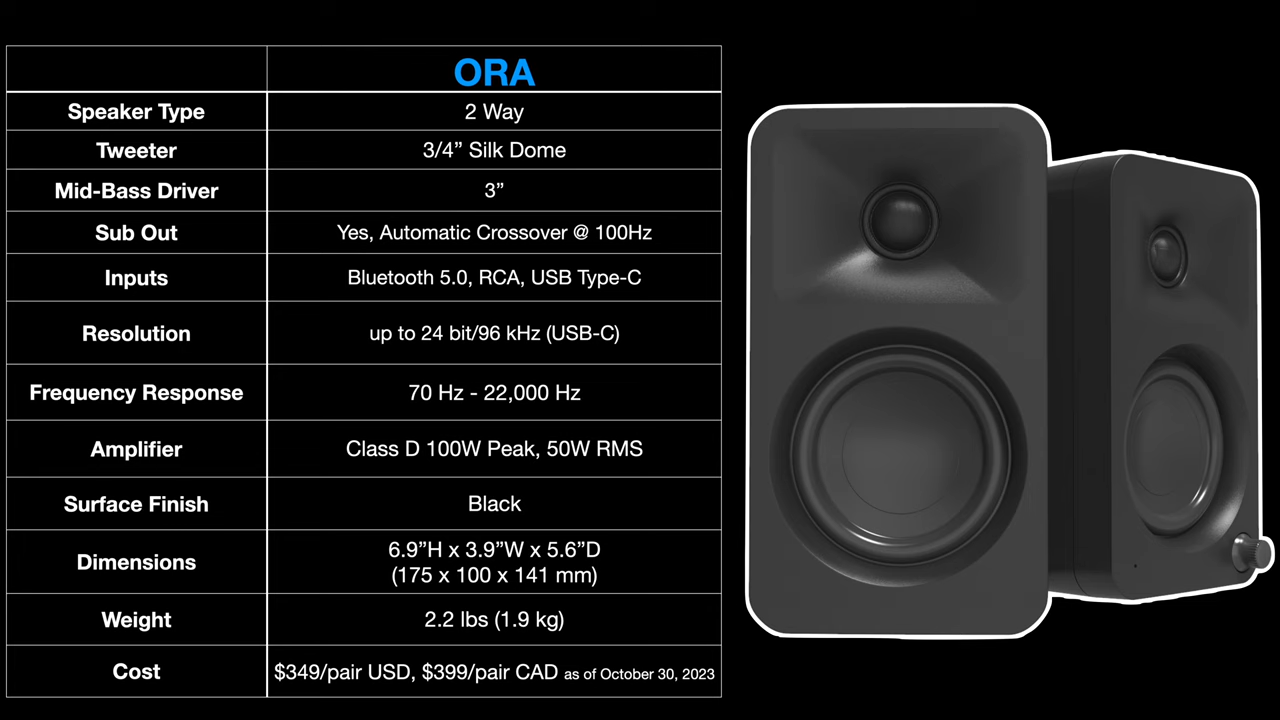 ORA
Speaker Type 2 Way
Tweeter 3/4” Silk Dome
Mid-Bass Driver 3”
Sub Out Yes, Automatic Crossover @ 100Hz
Inputs Bluetooth 5.0, RCA, USB Type-C
Resolution up to 24 bit/96 kHz (USB-C)
Frequency Response 70 Hz - 22,000 Hz
Amplifier Class D 100W Peak, 50W RMS
Surface Finish Black
Dimensions 6.9”H x 3.9”W x 5.6”D
(175 x 100 x 141 mm)
Weight 2.2 lbs (1.9 kg)
Cost $349/pair USD, $399/pair CAD as of October 30, 2023